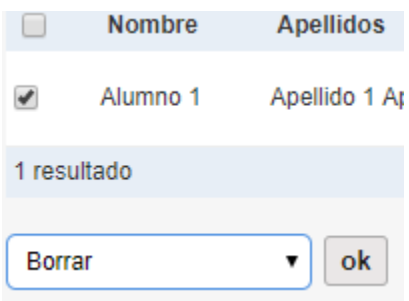 Nombre Apellidos
Alumno 1 Apellido 1 Ap
1 resultado
Borrar ok